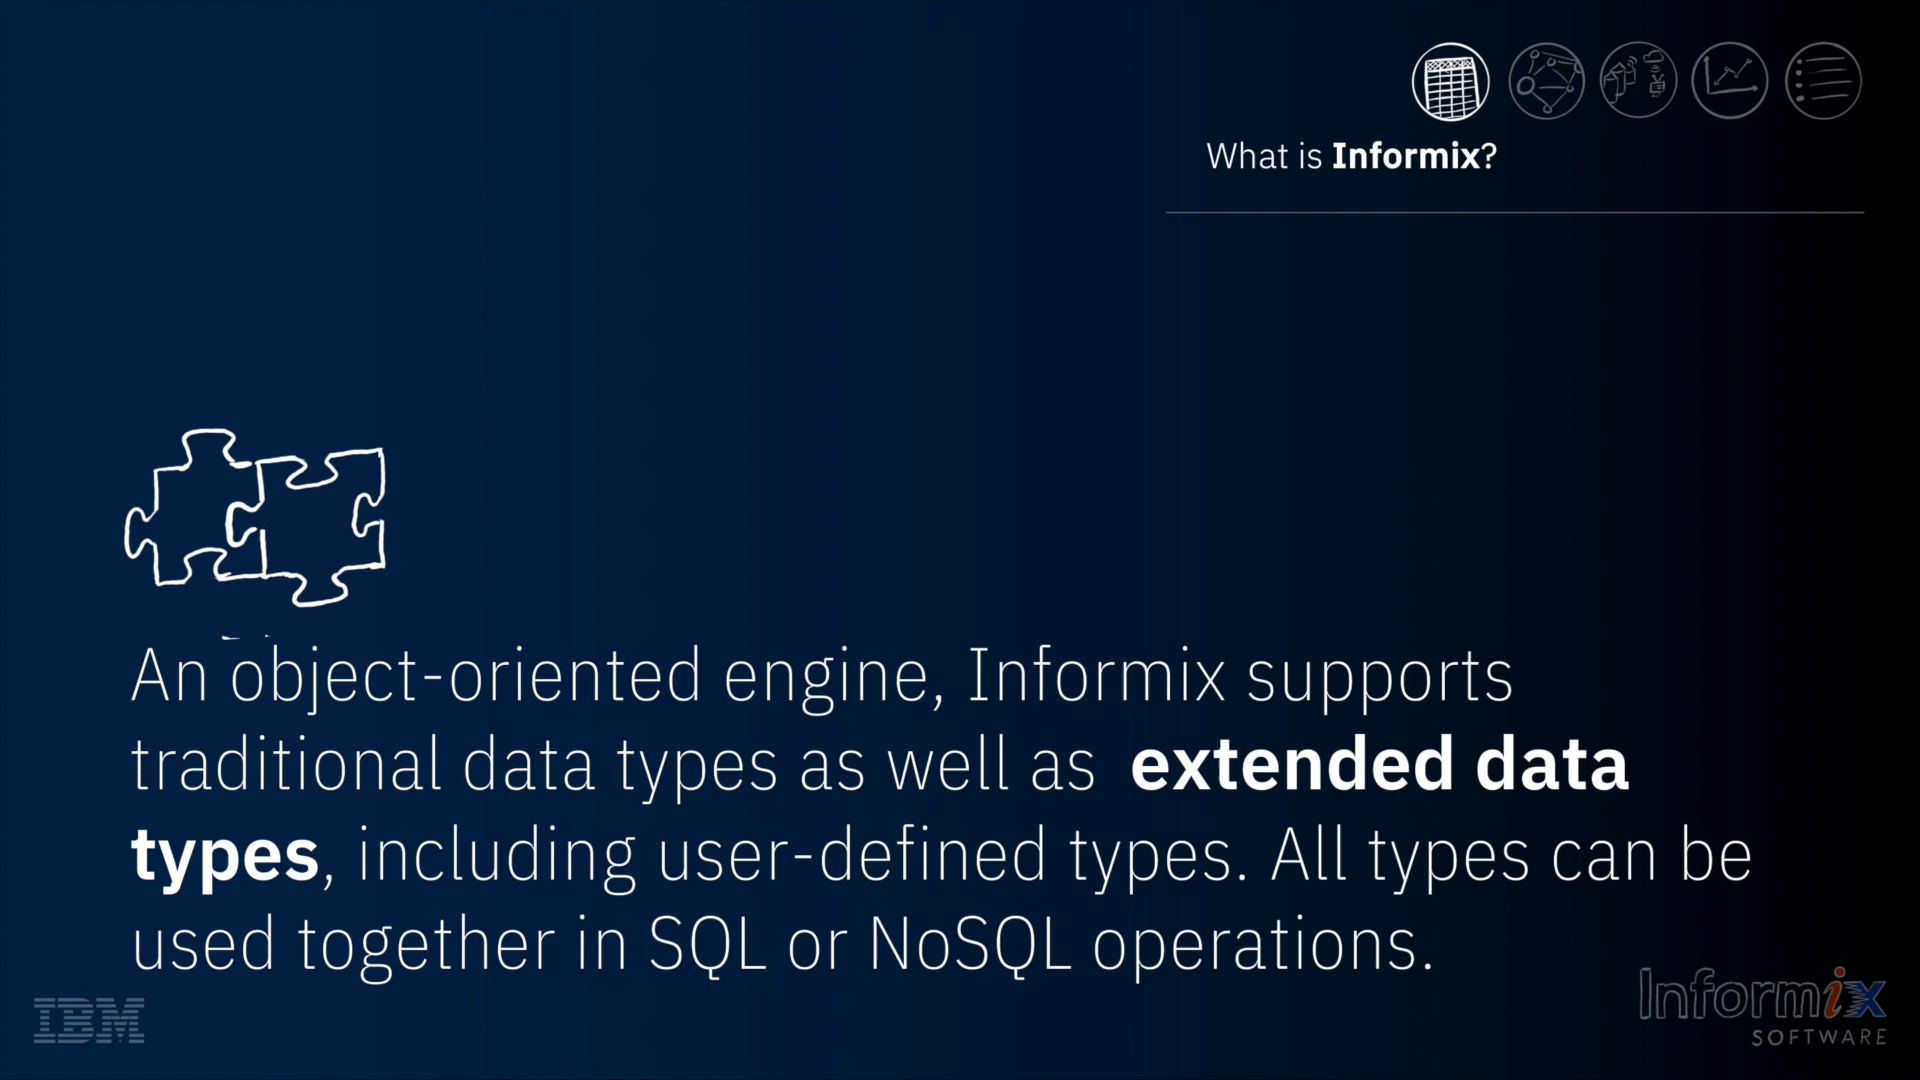 What is Informix?
An object-oriented engine, Informix supports
traditional data types as well as extended data
types, including user-defined types. All types can be
used together in SQL or NoSQL operations.
IBM
Informix
SOFTWARE